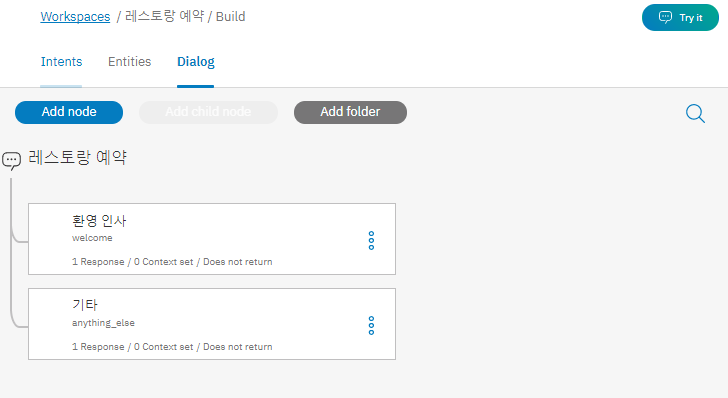 Workspaces / 레스토랑 예약 / Build
Try it
Intents Entities Dialog
Add node Add child node Add folder
레스토랑 예약
환영 인사
welcome
1 Response / 0 Context set / Does not return
기타
anything_else
1 Response / 0 Context set / Does not return